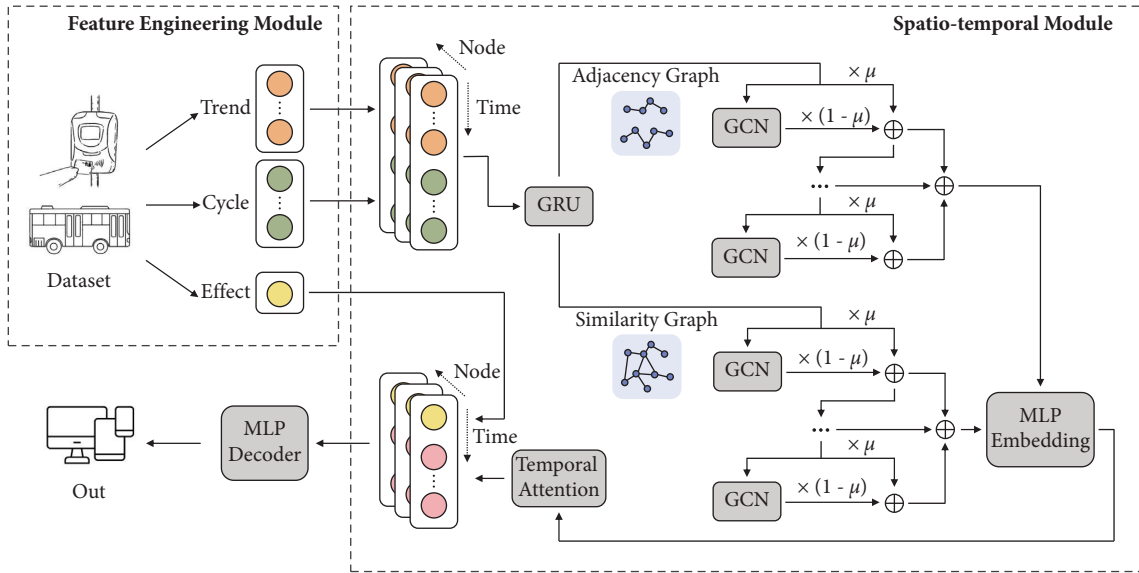 Feature Engineering Module
Trend
Cycle
Effect
Dataset
Spatio-temporal Module
Node
Time
GRU
Adjacency Graph
× μ
GCN
× (1 - μ)
...
× μ
GCN
× (1 - μ)
Similarity Graph
× μ
GCN
× (1 - μ)
...
× μ
GCN
× (1 - μ)
MLP
Embedding
Temporal
Attention
Node
Time
MLP
Decoder
Out